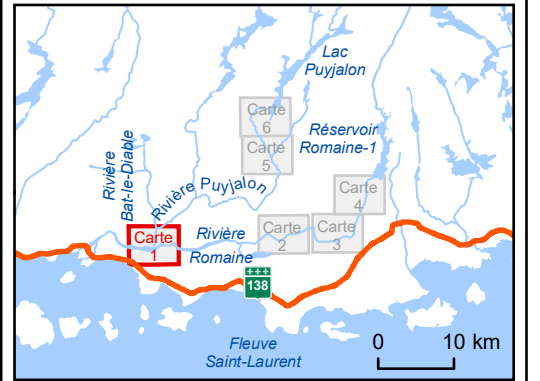 Lac
Puyjalon
Carte
6
Réservoir
Romaine-1
Carte
5
Rivière
Bat-le-Diable
Rivière Puyjalon
Carte
4
Carte
1
Rivière
Romaine
Carte
2
Carte
3
138
Fleuve
Saint-Laurent
0 10 km